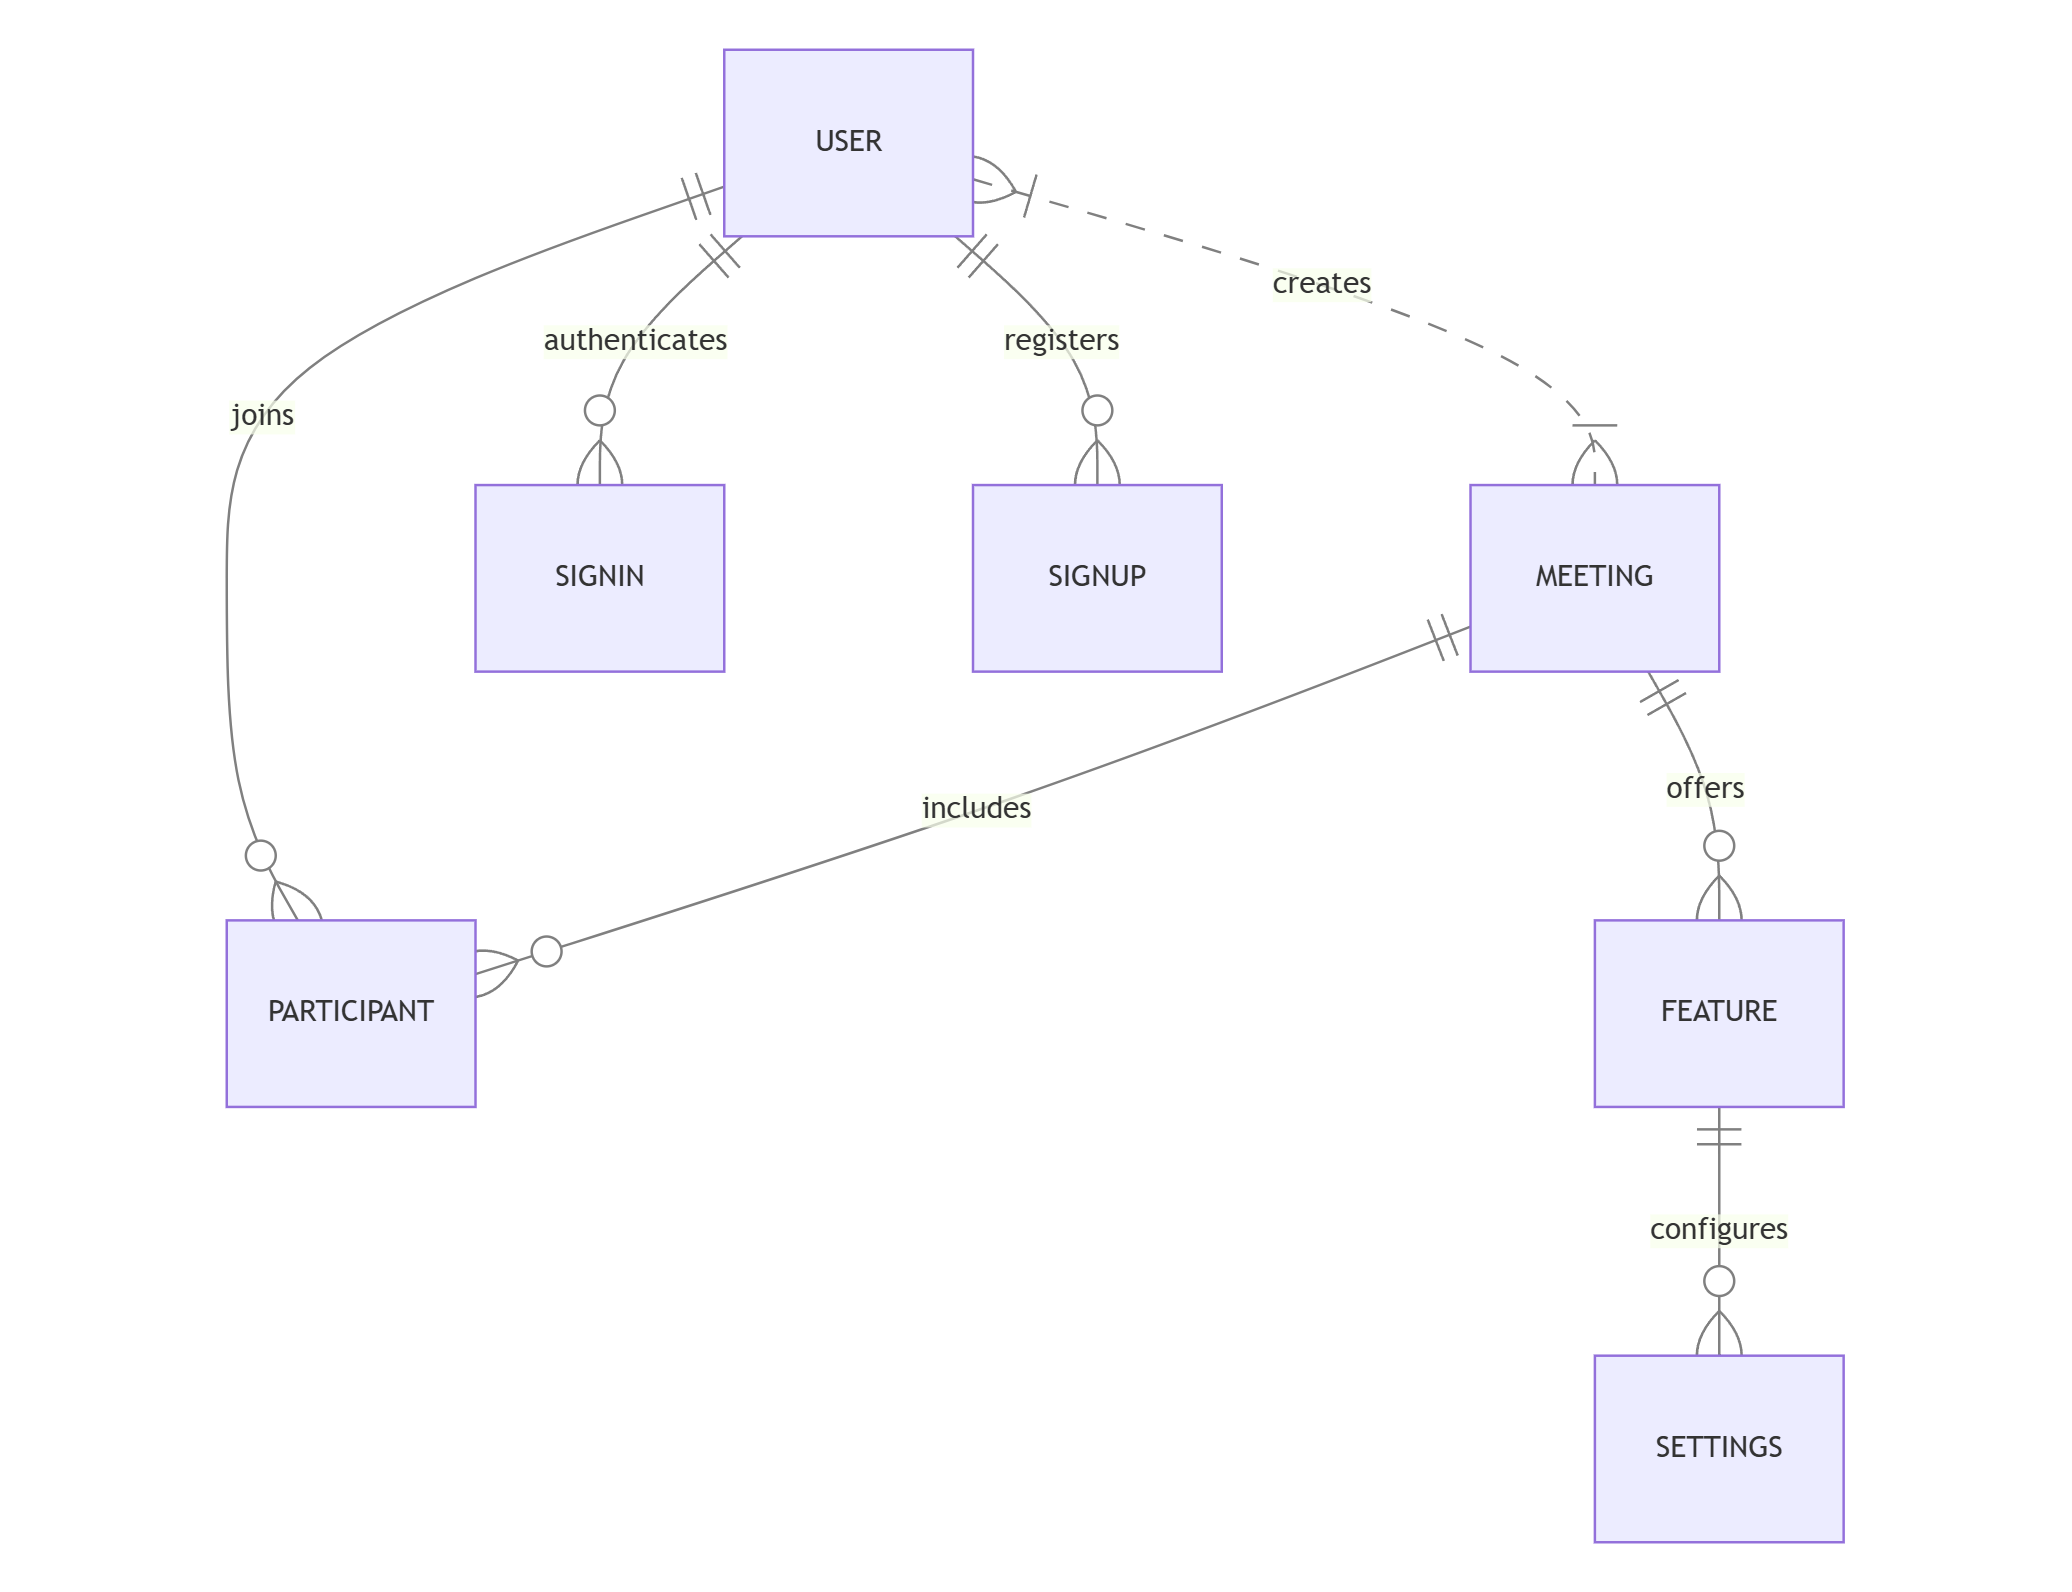 USER
creates
authenticates
registers
joins
SIGNIN
SIGNUP
MEETING
offers
includes
PARTICIPANT
FEATURE
configures
SETTINGS